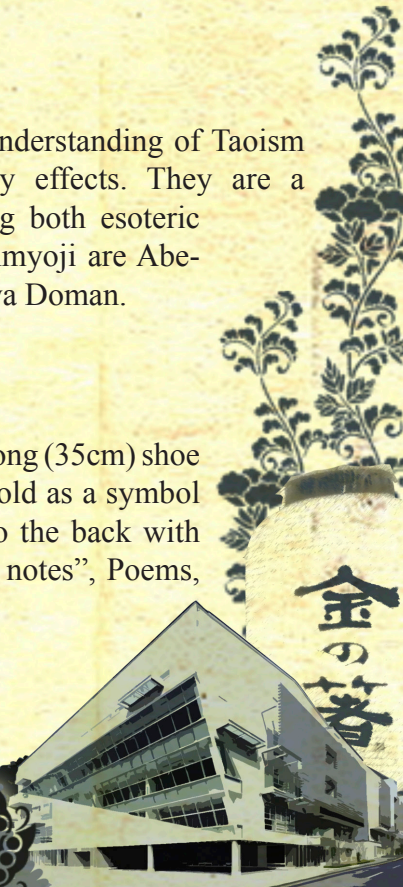 nderstanding of Taoism
y effects. They are a
g both esoteric
myoji are Abe-
a Doman.
ong (35cm) shoe
old as a symbol
o the back with
notes”, Poems,
金の